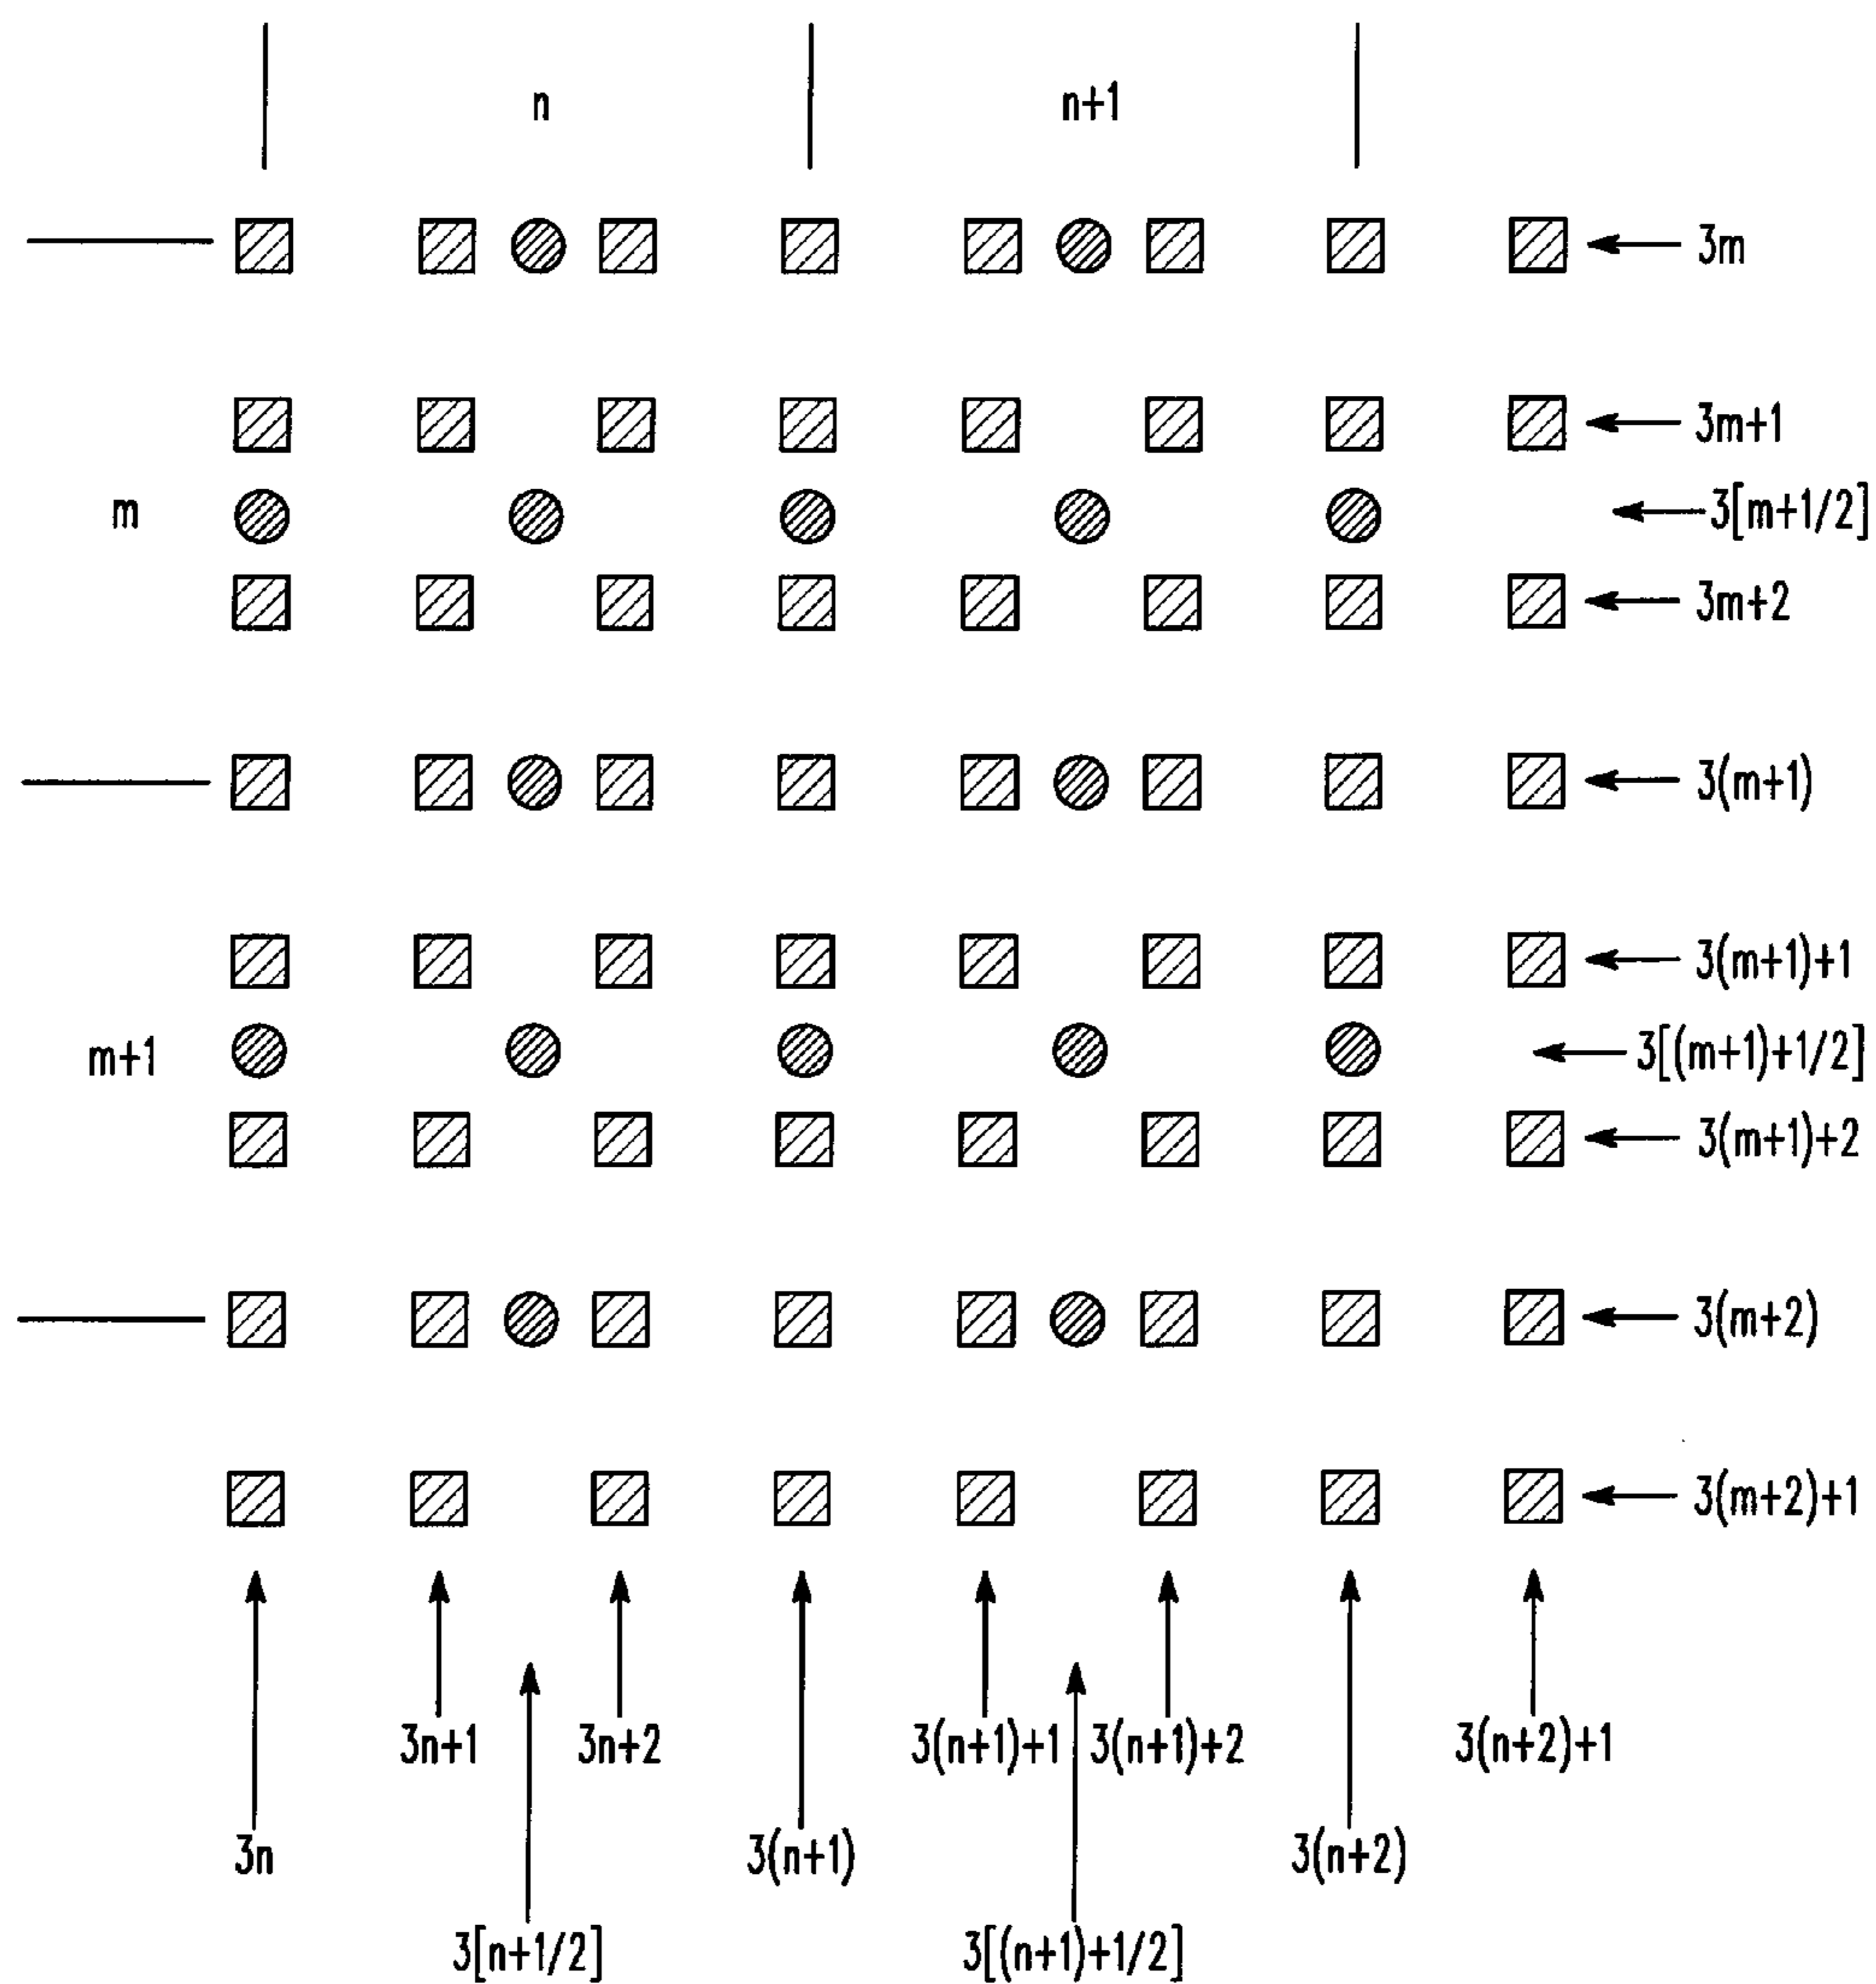 n
n+1
3m
3m+1
m
3[m+1/2]
3m+2
3(m+1)
3(m+1)+1
m+1
3[(m+1)+1/2]
3(m+1)+2
3(m+2)
3(m+2)+1
3n+1
3n+2
3(n+1)+1
3(n+1)+2
3(n+2)+1
3n
3(n+1)
3(n+2)
3[n+1/2]
3[(n+1)+1/2]